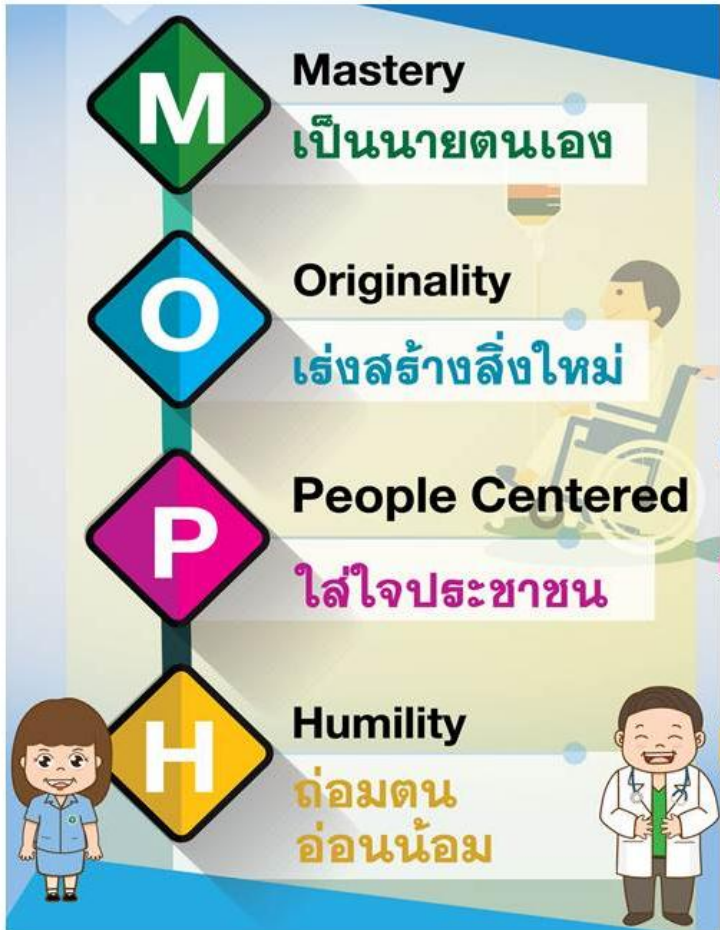 M
Mastery
เป็นนายตนเอง
O
Originality
เร่งสร้างสิ่งใหม่
P
People Centered
ใส่ใจประชาชน
H
Humility
ถ่อมตน
อ่อนน้อม